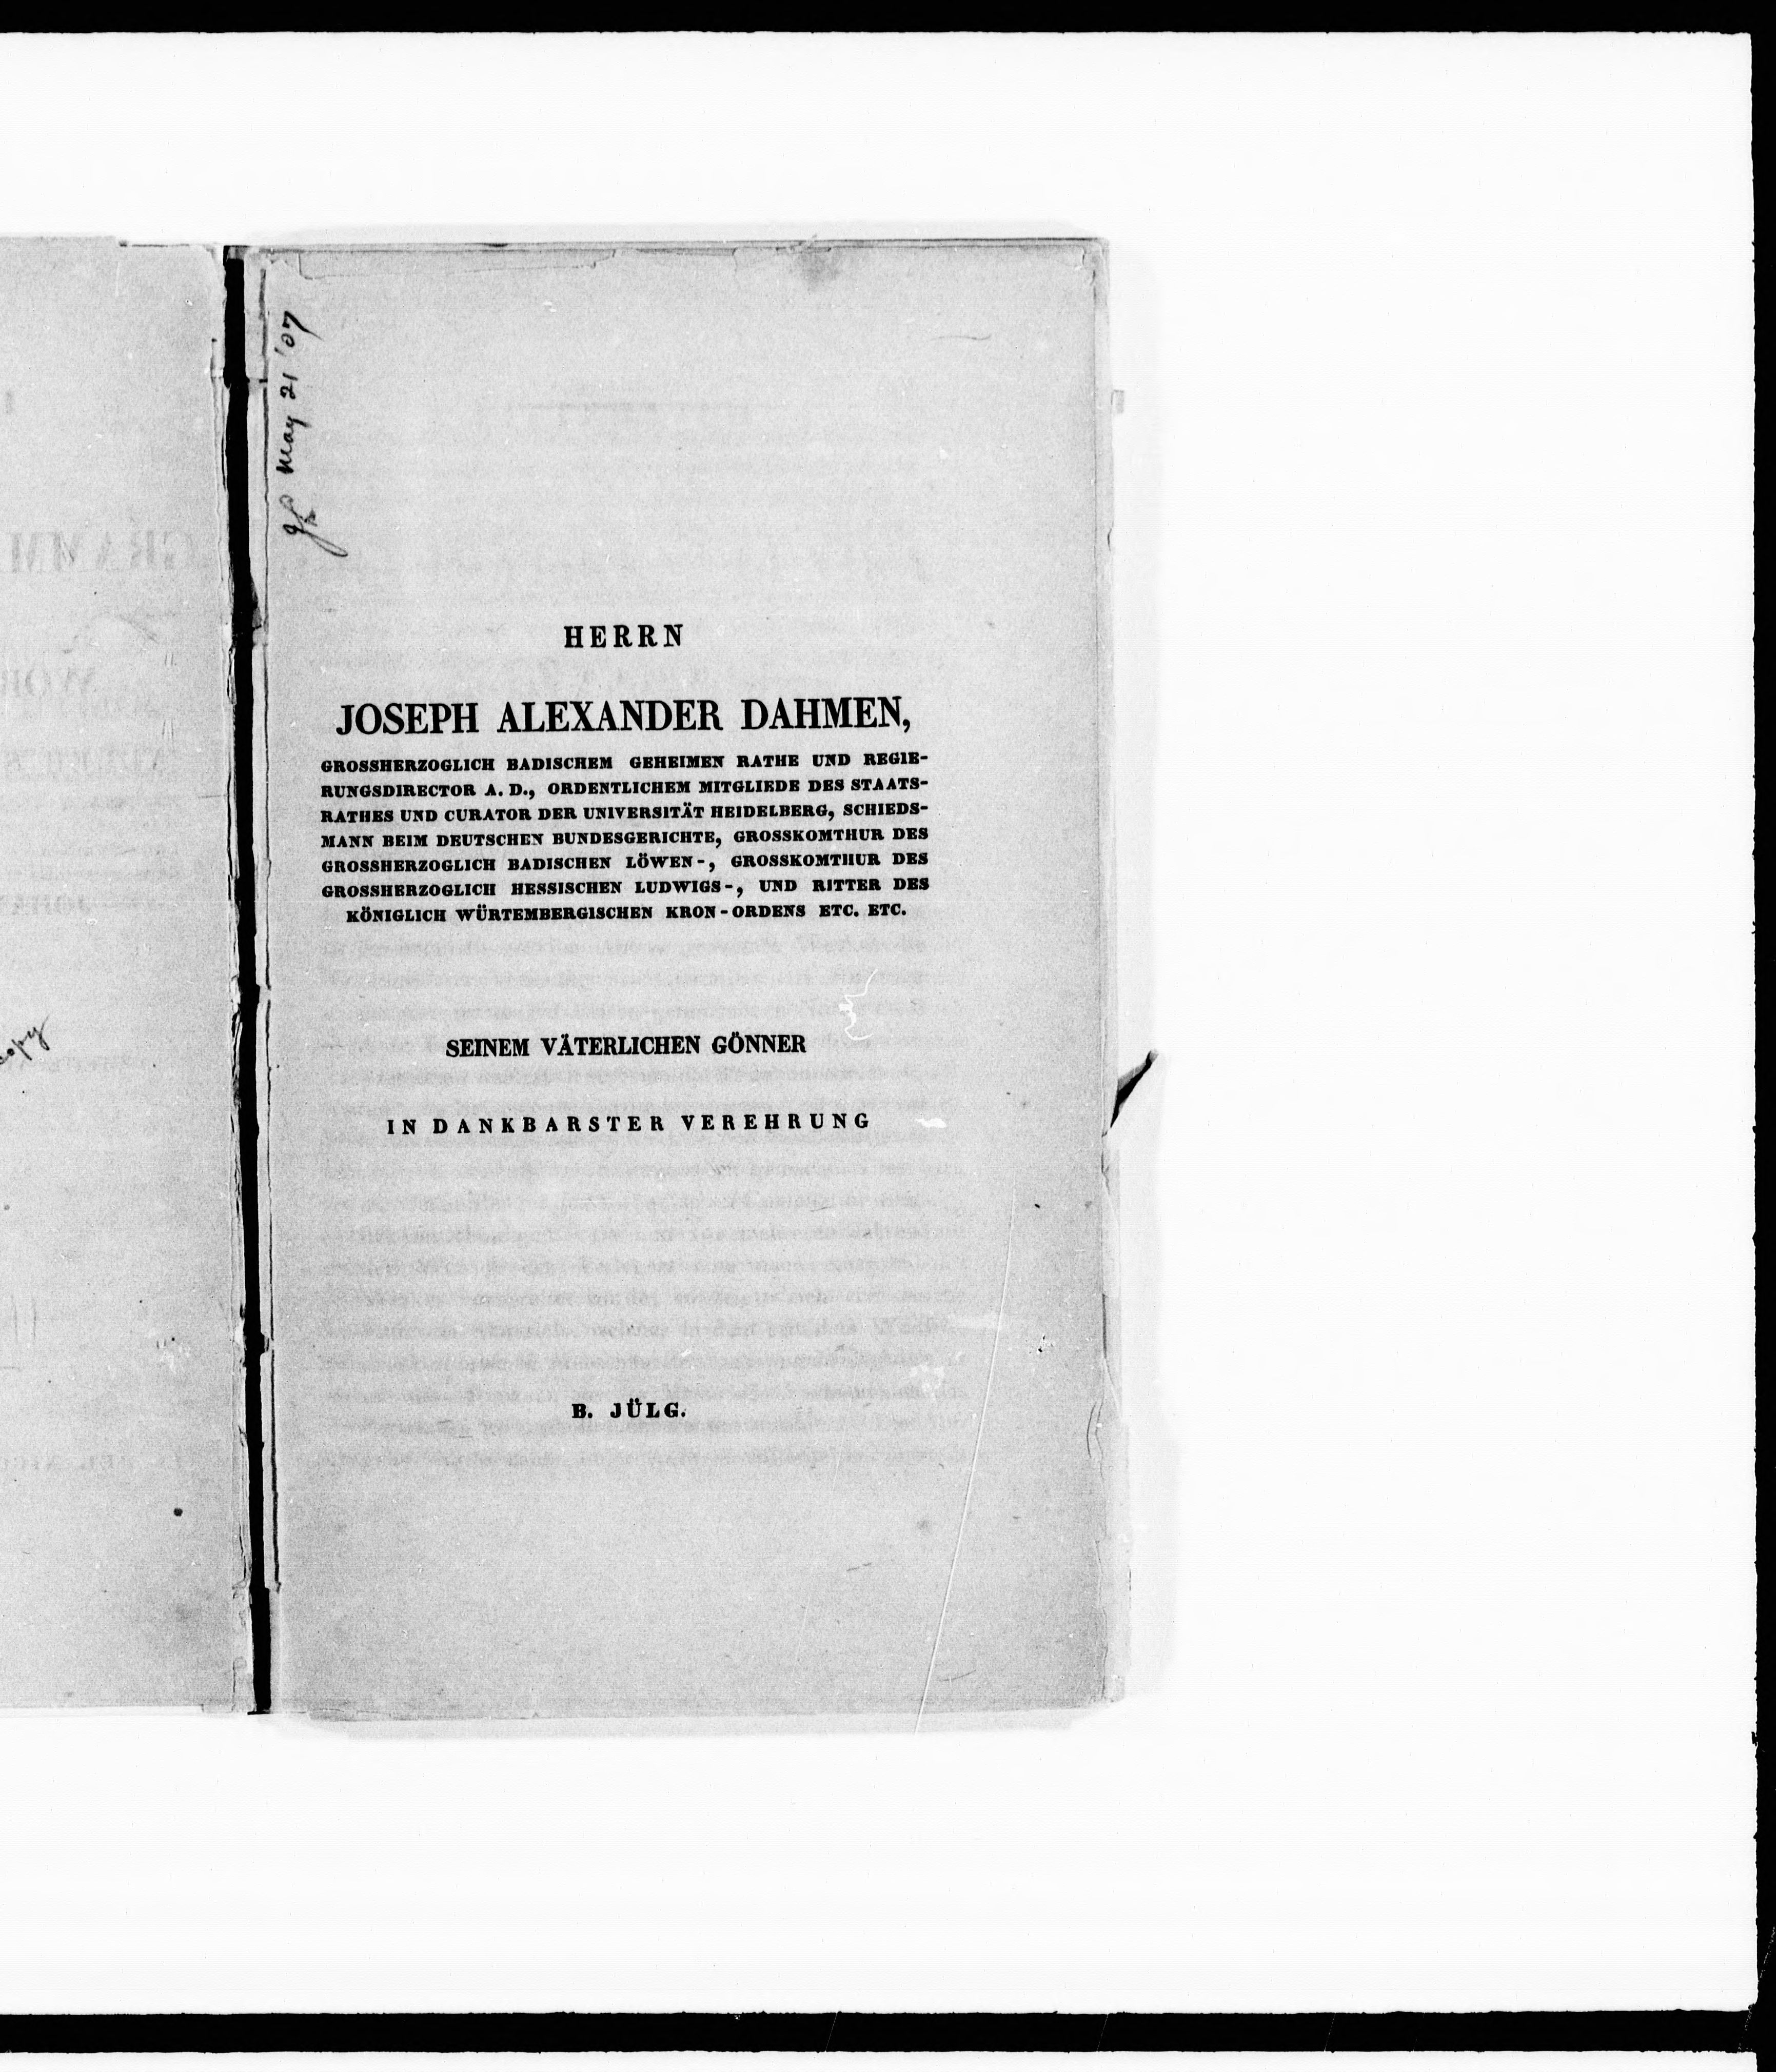 May 21 '07
HERRN
JOSEPH ALEXANDER DAHMEN,
GROSSHERZOGLICH BADISCHEM GEHEIMEN RATHE UND REGIE-
RUNGSDIRECTOR A. D., ORDENTLICHEM MITGLIEDE DES STAATS-
RATHES UND CURATOR DER UNIVERSITÄT HEIDELBERG, SCHIEDS-
MANN BEIM DEUTSCHEN BUNDESGERICHTE, GROSSKOMTHUR DES
GROSSHERZOGLICH BADISCHEN LÖWEN-, GROSSKOMTHUR DES
GROSSHERZOGLICH HESSISCHEN LUDWIGS-, UND RITTER DES
KÖNIGLICH WÜRTEMBERGISCHEN KRON-ORDENS ETC. ETC.
SEINEM VÄTERLICHEN GÖNNER
IN DANKBARSTER VEREHRUNG
B. JÜLG.